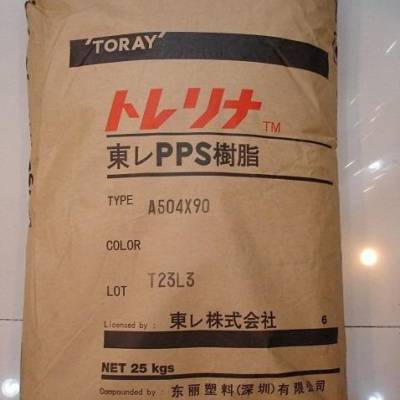 'TORAY'
トレリナ TM
東レPPS樹脂
TYPE A504X90
COLOR
LOT T23L3
Licensed by : 東レ株式会社 6
NET 25 kgs
Compounded by : 东丽塑料(深圳)有限公司